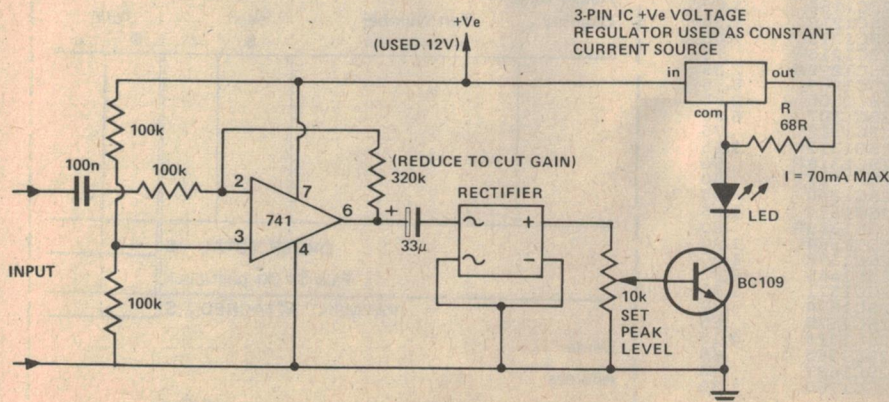 +Ve
(USED 12V)
3-PIN IC +Ve VOLTAGE
REGULATOR USED AS CONSTANT
CURRENT SOURCE
in
out
com
R
68R
I = 70mA MAX
LED
BC109
100k
100n
100k
2
3
741
7
4
6
(REDUCE TO CUT GAIN)
320k
+
33μ
RECTIFIER
+
−
10k
SET
PEAK
LEVEL
INPUT
100k